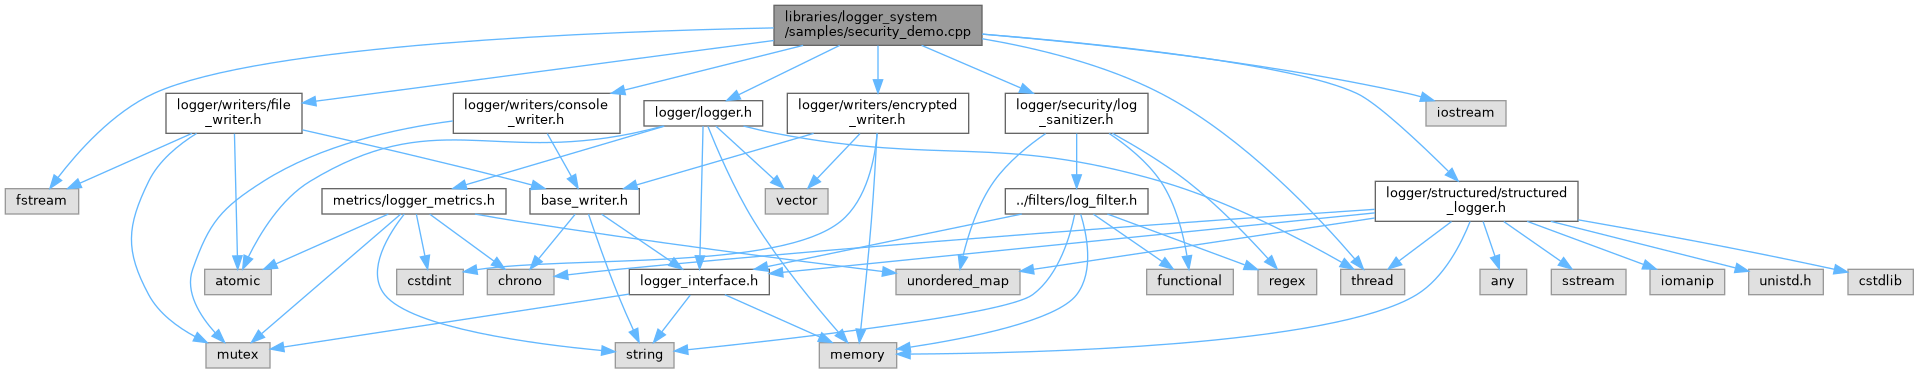 libraries/logger_system
/samples/security_demo.cpp
logger/writers/file
_writer.h
logger/writers/console
_writer.h
logger/logger.h
logger/writers/encrypted
_writer.h
logger/security/log
_sanitizer.h
iostream
fstream
metrics/logger_metrics.h
base_writer.h
vector
../filters/log_filter.h
logger/structured/structured
_logger.h
atomic
cstdint
chrono
logger_interface.h
unordered_map
functional
regex
thread
any
sstream
iomanip
unistd.h
cstdlib
mutex
string
memory